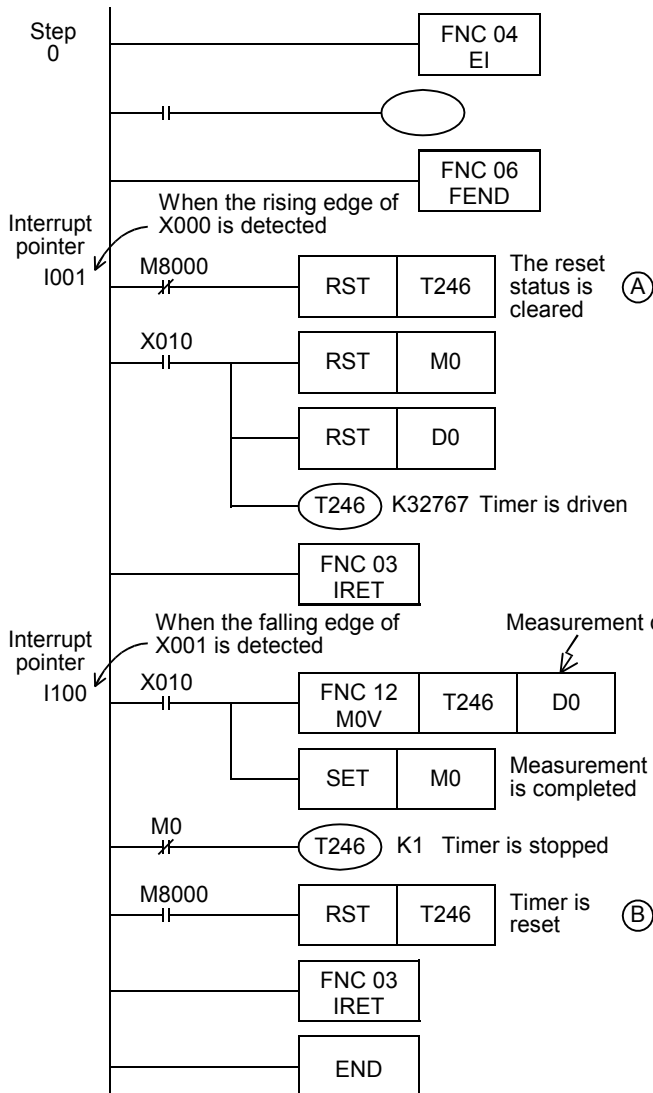 Step
0
FNC 04
EI
FNC 06
FEND
When the rising edge of
X000 is detected
Interrupt
pointer
I001
M8000
RST T246
The reset
status is
cleared
A
X010
RST M0
RST D0
T246 K32767 Timer is driven
FNC 03
IRET
When the falling edge of
X001 is detected
Measurement
Interrupt
pointer
I100
X010
FNC 12
M0V
T246 D0
SET M0
Measurement
is completed
M0
T246 K1 Timer is stopped
M8000
RST T246
Timer is
reset
B
FNC 03
IRET
END